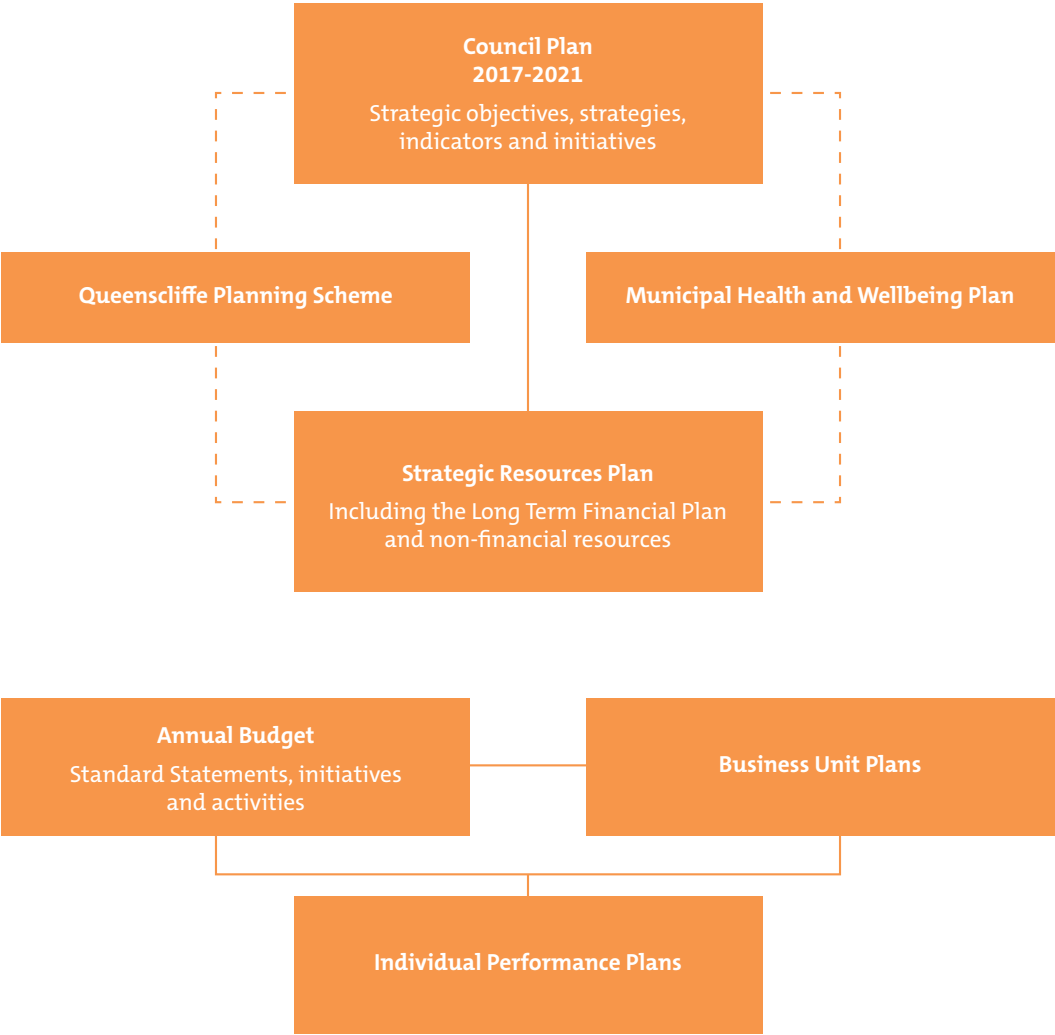 Council Plan
2017-2021
Strategic objectives, strategies,
indicators and initiatives
Queenscliffe Planning Scheme
Municipal Health and Wellbeing Plan
Strategic Resources Plan
Including the Long Term Financial Plan
and non-financial resources
Annual Budget
Standard Statements, initiatives
and activities
Business Unit Plans
Individual Performance Plans